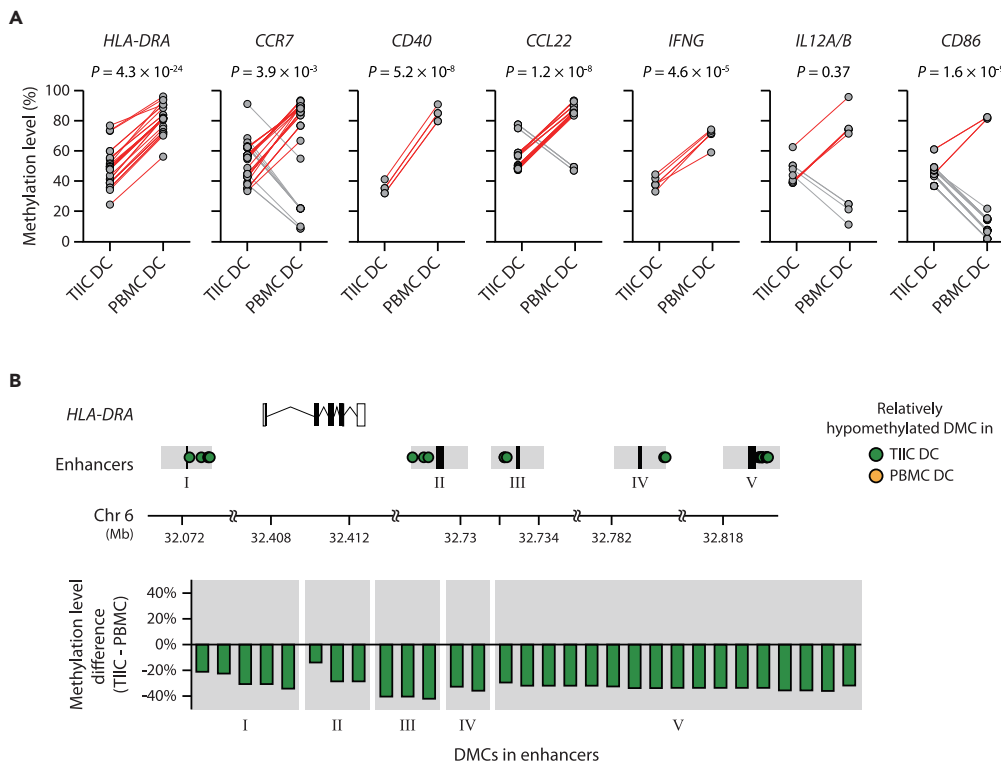 A
HLA-DRA CCR7 CD40 CCL22 IFNG IL12A/B CD86
P = 4.3 × 10⁻²⁴ P = 3.9 × 10⁻³ P = 5.2 × 10⁻⁸ P = 1.2 × 10⁻⁸ P = 4.6 × 10⁻⁵ P = 0.37 P = 1.6 × 10⁻⁹
Methylation level (%)
100
80
60
40
20
0
TIIC DC PBMC DC TIIC DC PBMC DC TIIC DC PBMC DC TIIC DC PBMC DC TIIC DC PBMC DC TIIC DC PBMC DC TIIC DC PBMC DC
B
HLA-DRA
Relatively
hypomethylated DMC in
TIIC DC
PBMC DC
Enhancers
I II III IV V
Chr 6
(Mb)
32.072 32.408 32.412 32.73 32.734 32.782 32.818
Methylation level
difference
(TIIC - PBMC)
40%
20%
0%
-20%
-40%
I II III IV V
DMCs in enhancers